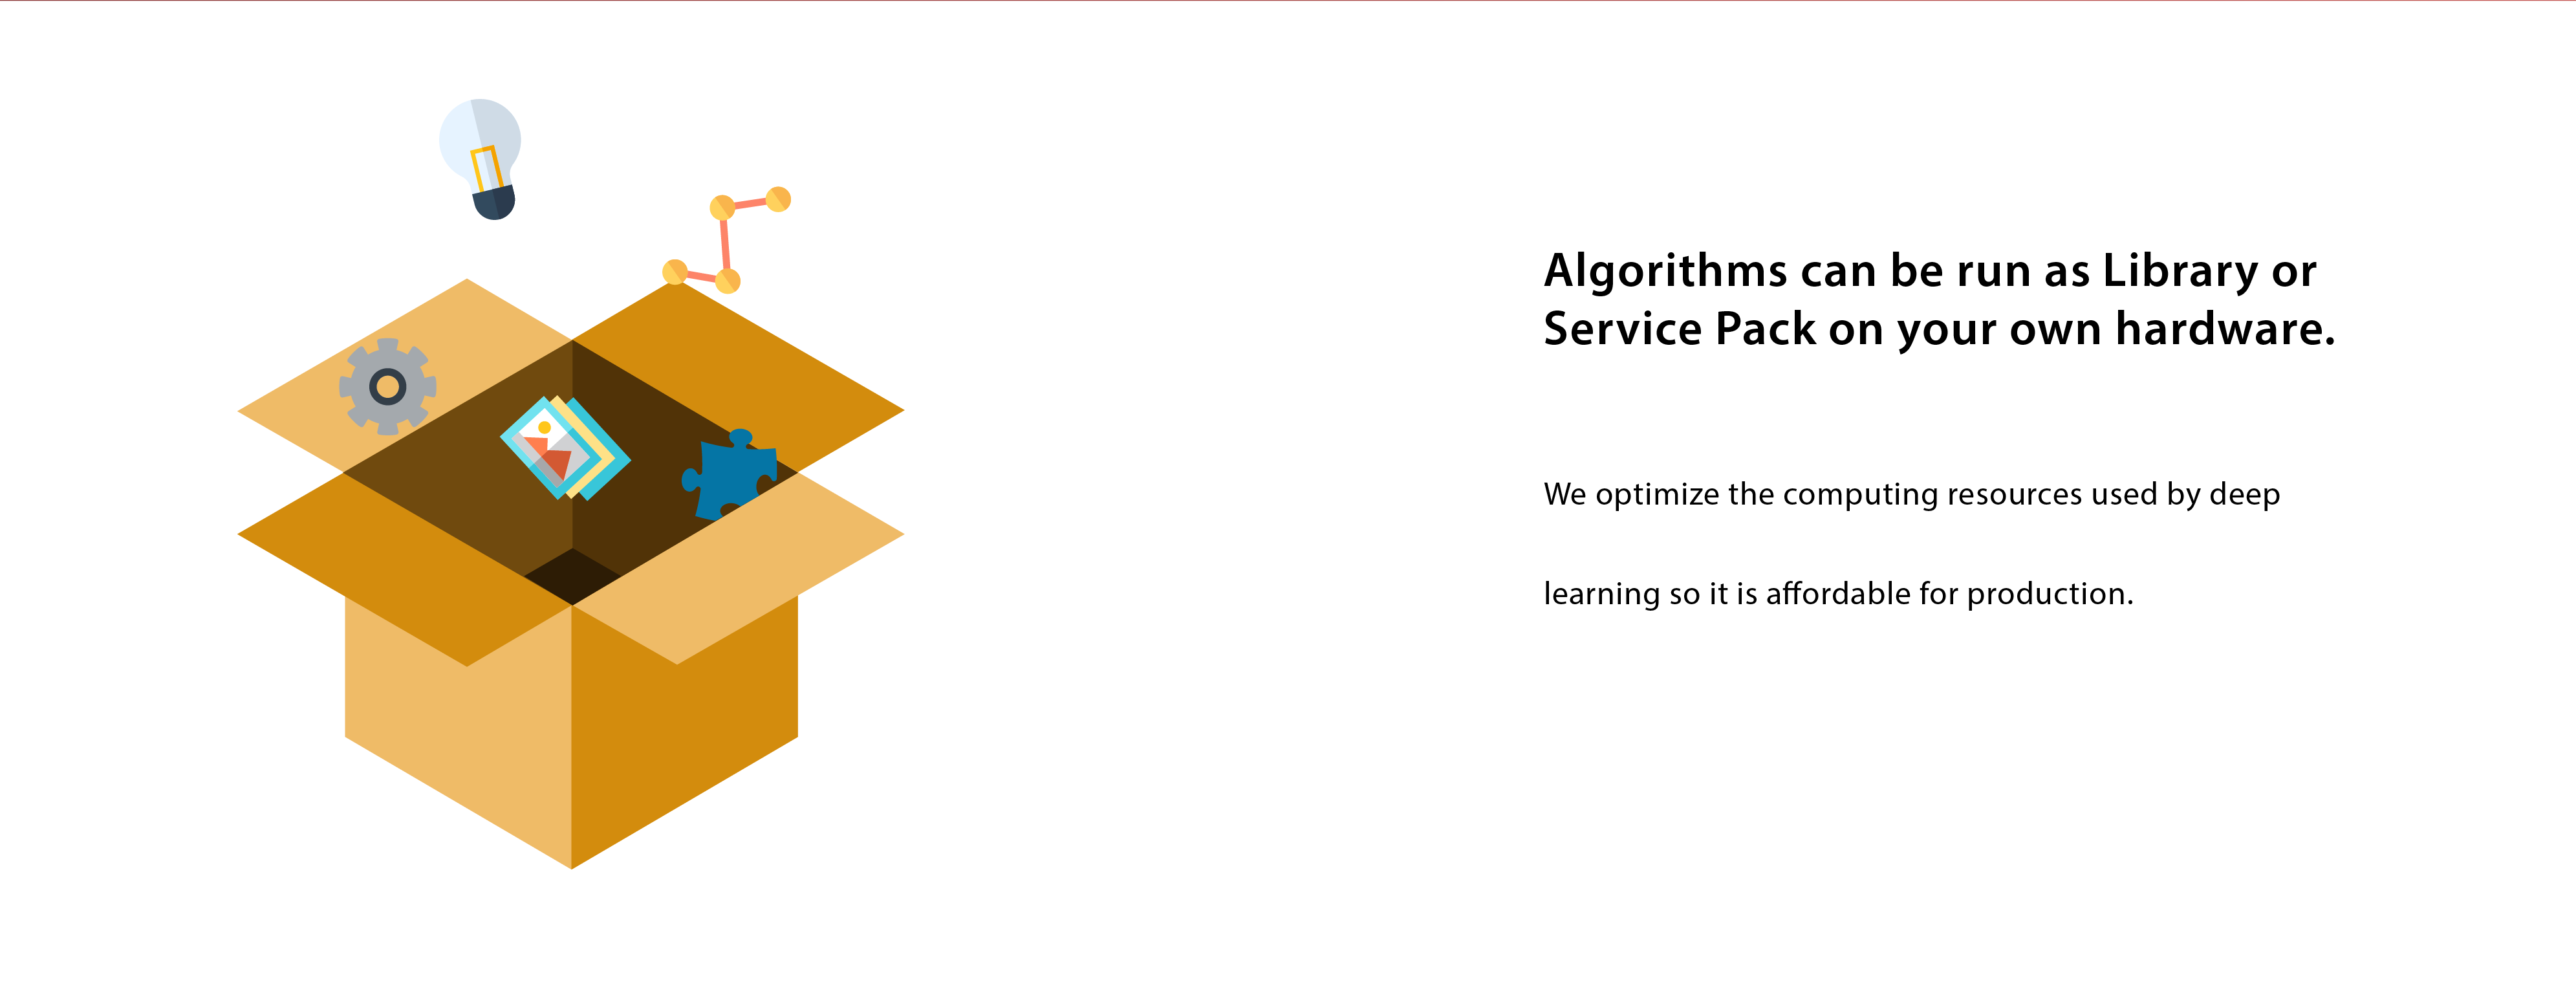 Algorithms can be run as Library or
Service Pack on your own hardware.
We optimize the computing resources used by deep
learning so it is affordable for production.